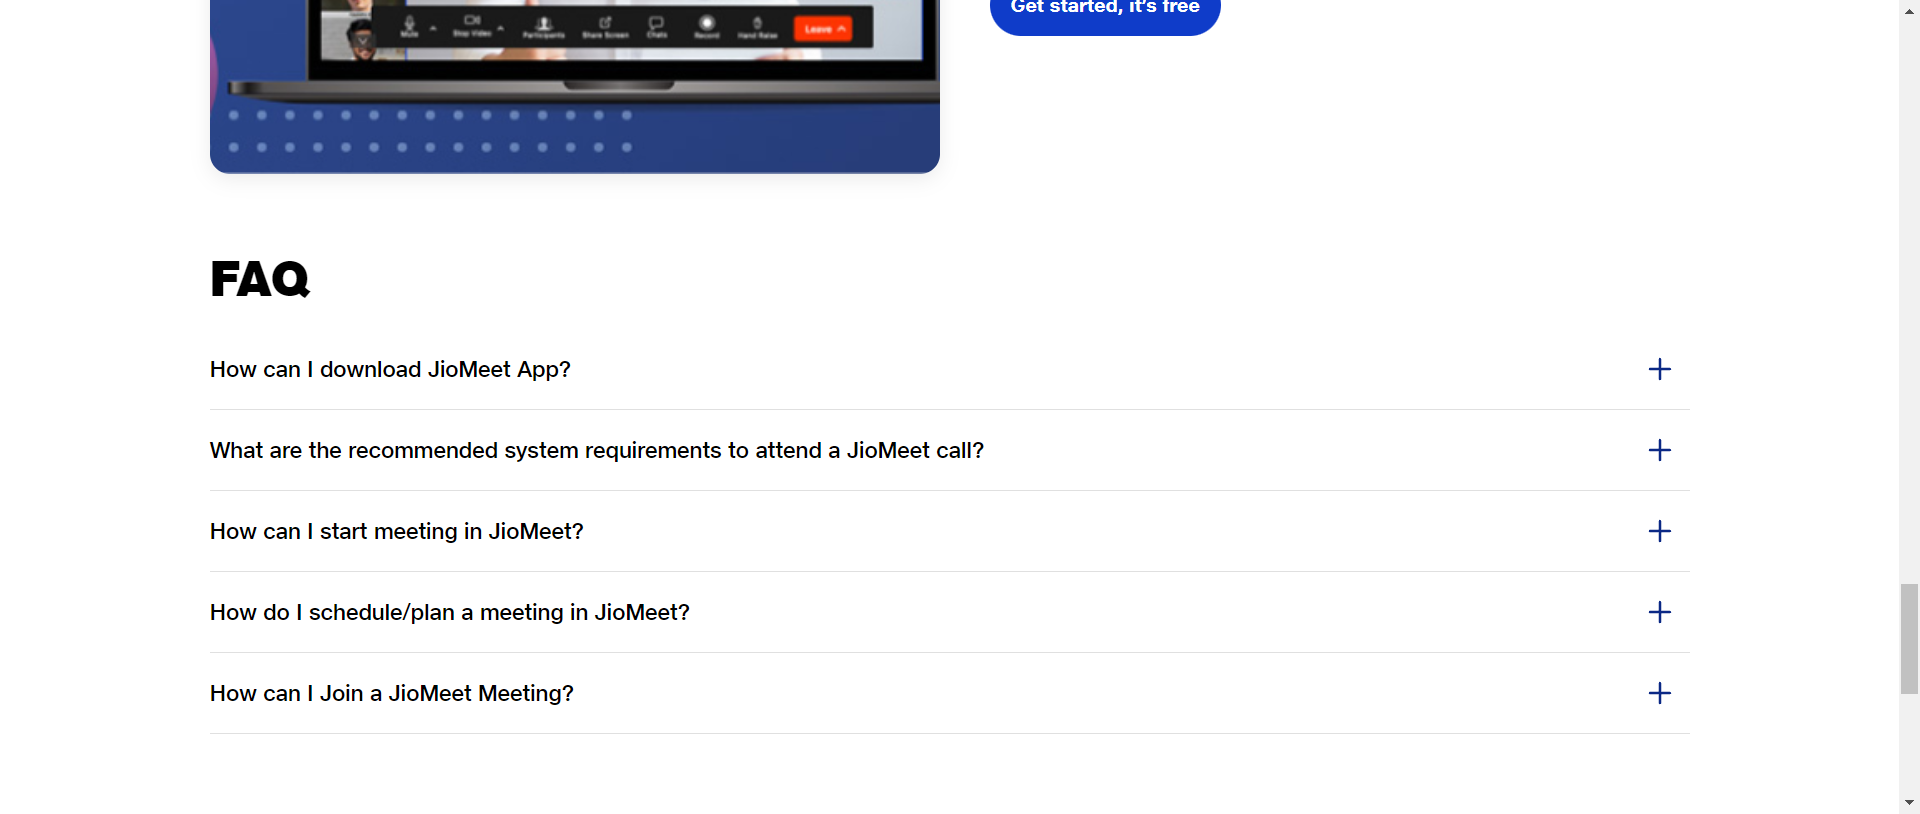 Get started, it's free
Mute
Stop Video
Participants
Share Screen
Chats
Record
Hand Raise
Leave
FAQ
How can I download JioMeet App?
What are the recommended system requirements to attend a JioMeet call?
How can I start meeting in JioMeet?
How do I schedule/plan a meeting in JioMeet?
How can I Join a JioMeet Meeting?